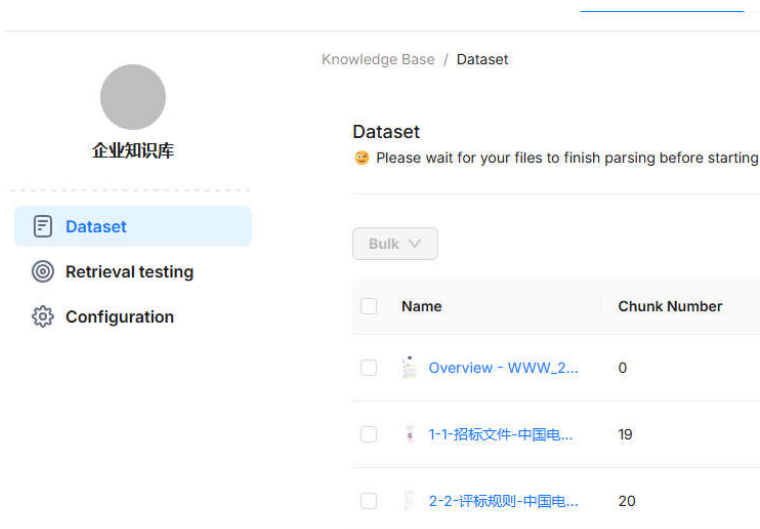 Knowledge Base / Dataset
企业知识库
Dataset
Retrieval testing
Configuration
Dataset
Please wait for your files to finish parsing before starting
Bulk
Name Chunk Number
Overview - WWW_2... 0
1-1-招标文件-中国电... 19
2-2-评标规则-中国电... 20